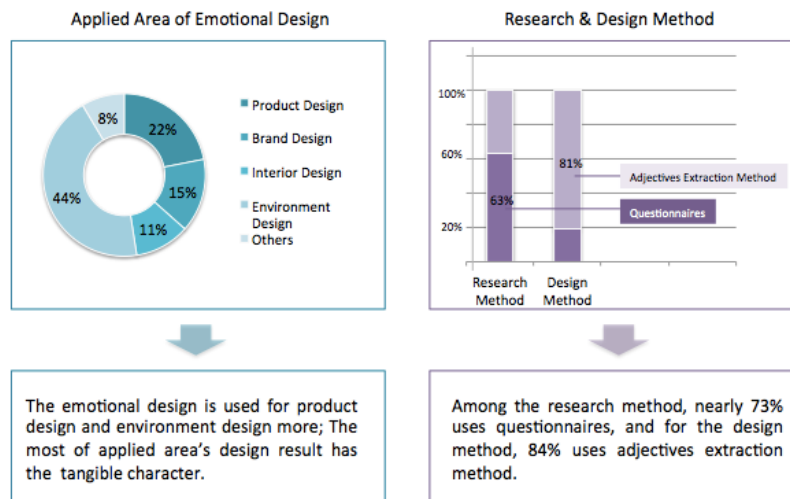 Applied Area of Emotional Design
8%
22%
44%
15%
11%
Product Design
Brand Design
Interior Design
Environment
Design
Others
The emotional design is used for product
design and environment design more; The
most of applied area's design result has
the tangible character.
Research & Design Method
100%
60%
20%
81%
63%
Adjectives Extraction Method
Questionnaires
Research
Method
Design
Method
Among the research method, nearly 73%
uses questionnaires, and for the design
method, 84% uses adjectives extraction
method.